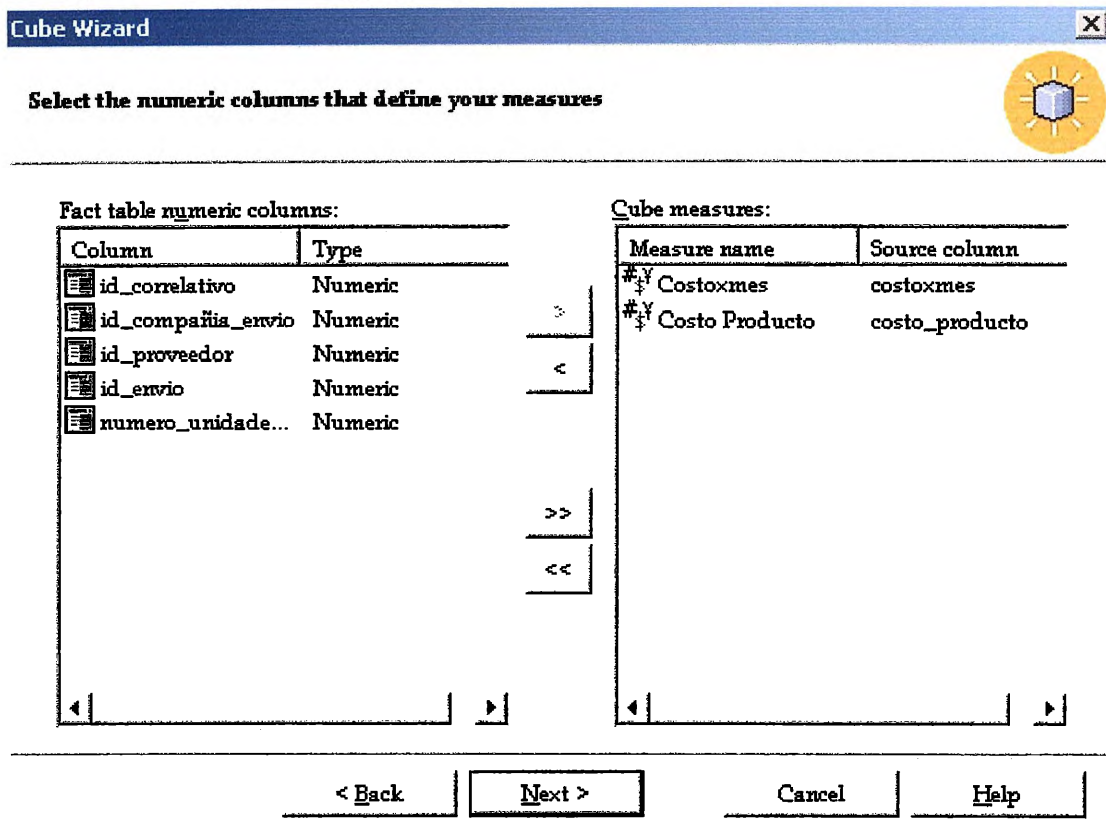 Cube Wizard
Select the numeric columns that define your measures
Fact table numeric columns:
Column Type
id_correlativo Numeric
id_compañia_envio Numeric
id_proveedor Numeric
id_envio Numeric
numero_unidade... Numeric
>
<
>>
<<
Cube measures:
Measure name Source column
Costoxmes costoxmes
Costo Producto costo_producto
< Back Next > Cancel Help